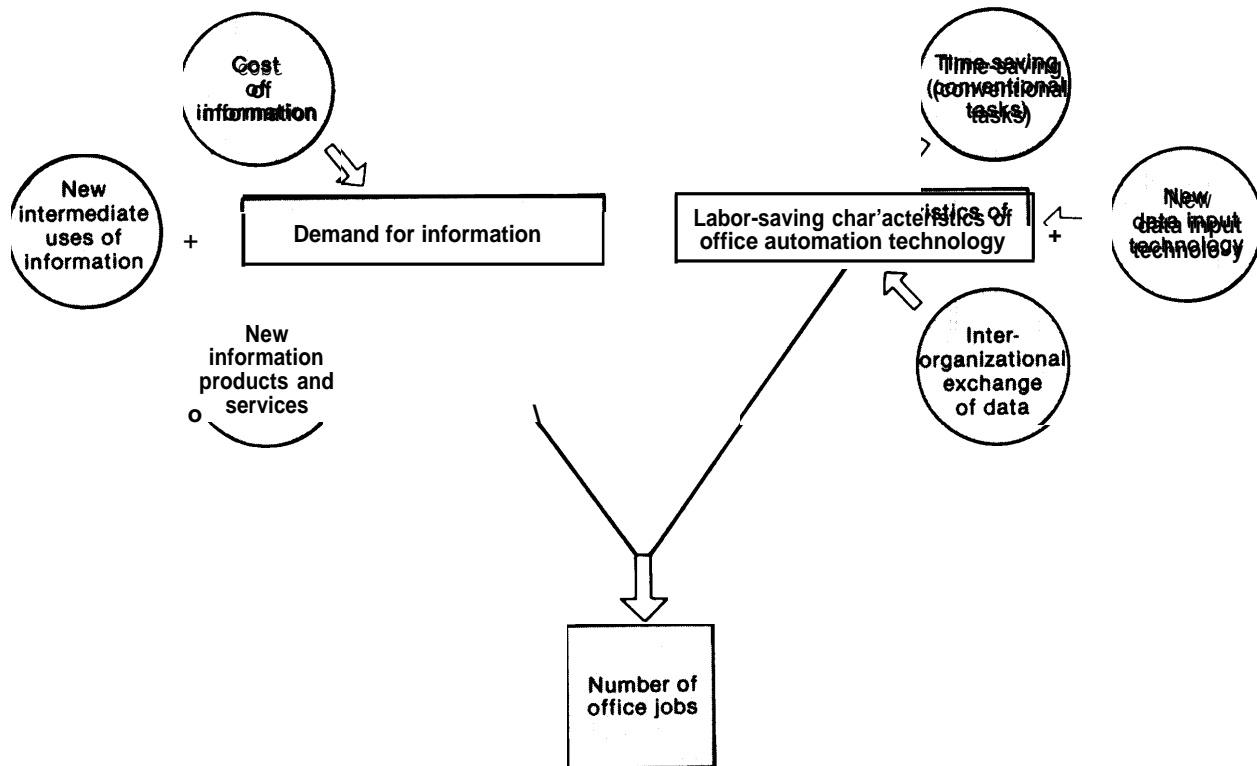 Cost
of
information
Time-saving
(conventional
tasks)
New
intermediate
uses of
information
+
Demand for information
Labor-saving char'acteristics of
office automation technology
istics of
+
New
data input
technology
New
information
products and
services
o
Inter-
organizational
exchange
of data
Number of
office jobs